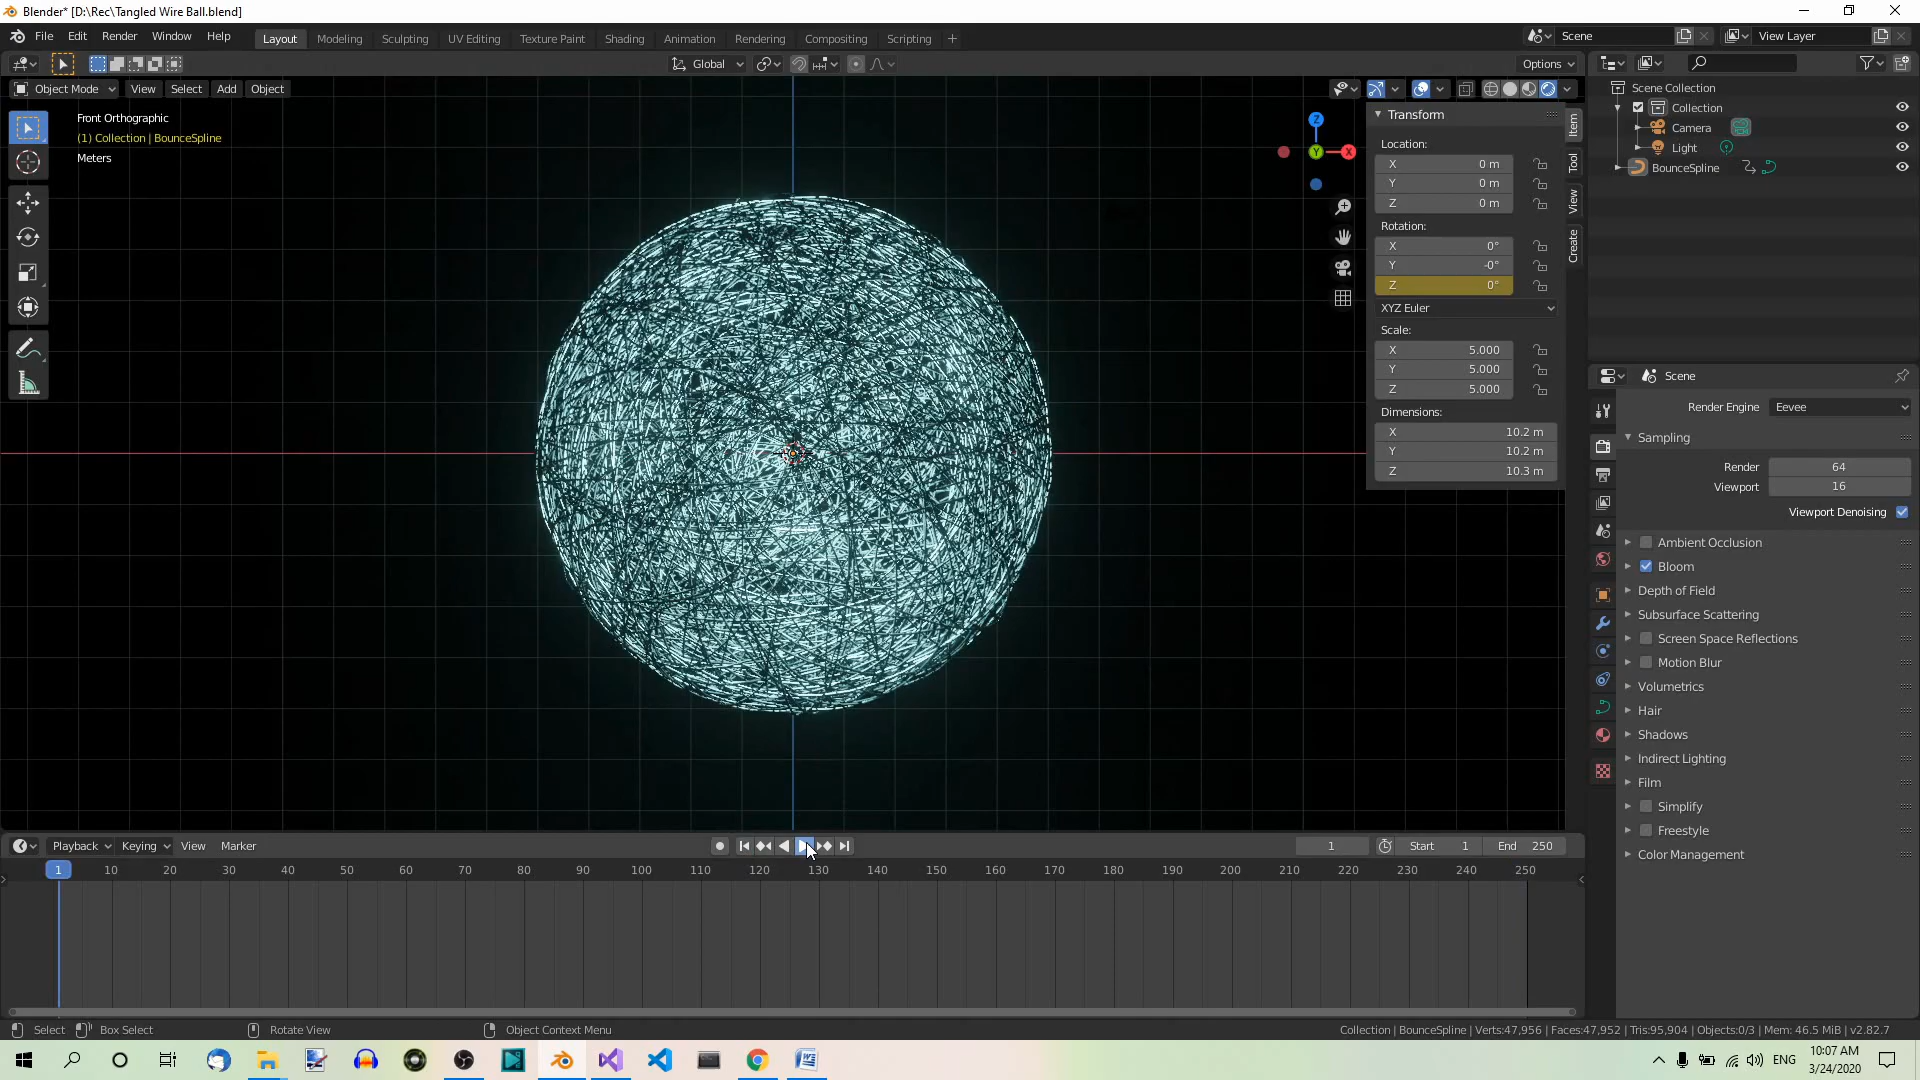 Blender* [D:\Rec\Tangled Wire Ball.blend]
File Edit Render Window Help
Layout Modeling Sculpting UV Editing Texture Paint Shading Animation Rendering Compositing Scripting +
Scene
View Layer
Global
Options
Object Mode View Select Add Object
Front Orthographic
(1) Collection | BounceSpline
Meters
Z
Y
X
Transform
Location:
X 0 m
Y 0 m
Z 0 m
Rotation:
X 0°
Y -0°
Z 0°
XYZ Euler
Scale:
X 5.000
Y 5.000
Z 5.000
Dimensions:
X 10.2 m
Y 10.2 m
Z 10.3 m
Item
Tool
View
Create
Scene Collection
Collection
Camera
Light
BounceSpline
Scene
Render Engine Eevee
Sampling
Render 64
Viewport 16
Viewport Denoising
Ambient Occlusion
Bloom
Depth of Field
Subsurface Scattering
Screen Space Reflections
Motion Blur
Volumetrics
Hair
Shadows
Indirect Lighting
Film
Simplify
Freestyle
Color Management
Playback Keying View Marker
1 Start 1 End 250
1 10 20 30 40 50 60 70 80 90 100 110 120 130 140 150 160 170 180 190 200 210 220 230 240 250
Select Box Select Rotate View Object Context Menu
Collection | BounceSpline | Verts:47,956 | Faces:47,952 | Tris:95,904 | Objects:0/3 | Mem: 46.5 MiB | v2.82.7
ENG
10:07 AM
3/24/2020